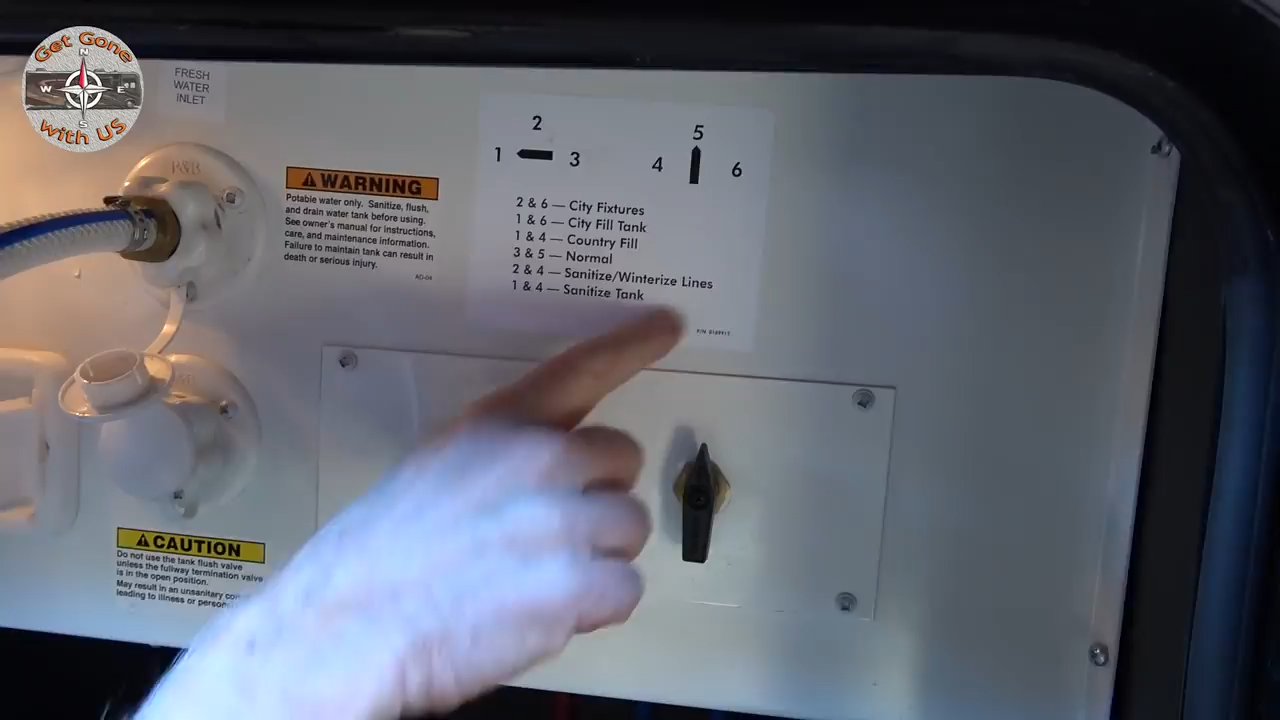 Get Gone
N
W E
S
With US
FRESH
WATER
INLET
P&B
WARNING
Potable water only. Sanitize, flush,
and drain water tank before using.
See owner's manual for instructions,
care, and maintenance information.
Failure to maintain tank can result in
death or serious injury.
AD-04
2
1 3
5
4 6
2 & 6 — City Fixtures
1 & 6 — City Fill Tank
1 & 4 — Country Fill
3 & 5 — Normal
2 & 4 — Sanitize/Winterize Lines
1 & 4 — Sanitize Tank
CAUTION
Do not use the tank flush valve
unless the fullway termination valve
is in the open position.
May result in an unsanitary
leading to illness or